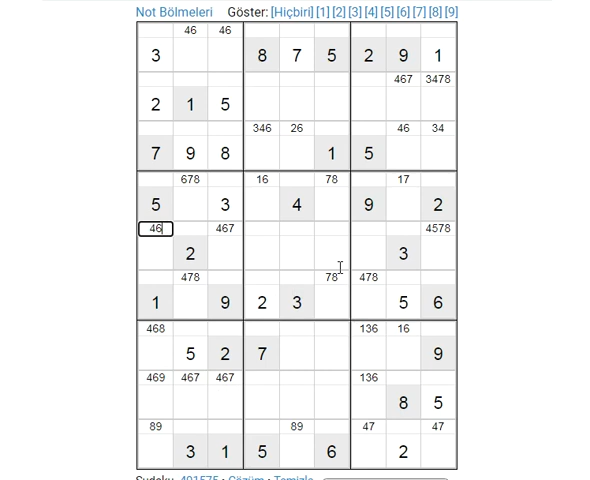 Not Bölmeleri Göster: [Hiçbiri] [1] [2] [3] [4] [5] [6] [7] [8] [9]
46 46
3 8 7 5 2 9 1
467 3478
2 1 5
346 26 46 34
7 9 8 1 5
678 16 78 17
5 3 4 9 2
46 467 4578
2 3
478 78 478
1 9 2 3 5 6
468 136 16
5 2 7 9
469 467 467 136
8 5
89 89 47 47
3 1 5 6 2
Sudoku 491575 · Çözüm · Temizle